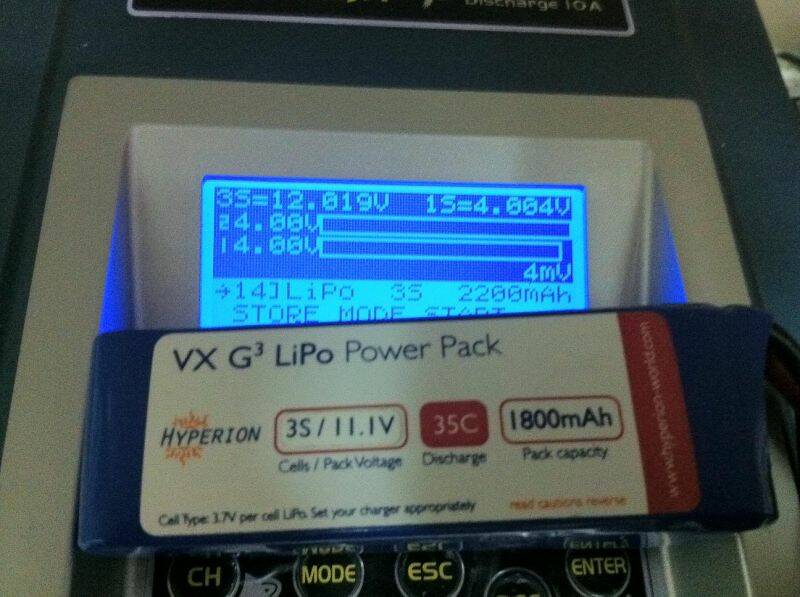 Discharge 10A
3S=12.019V 1S=4.004V
24.00V
14.00V
4mV
→14]LiPo 3S 2200mAh
STORE MODE START
VX G³ LiPo Power Pack
HYPERION
3S / 11.1V
35C
1800mAh
Cells / Pack Voltage
Discharge
Pack capacity
Cell Type: 3.7V per cell LiPo. Set your charger appropriately
read cautions reverse
www.hyperion-world.com
CH
MODE
ESC
ENTER